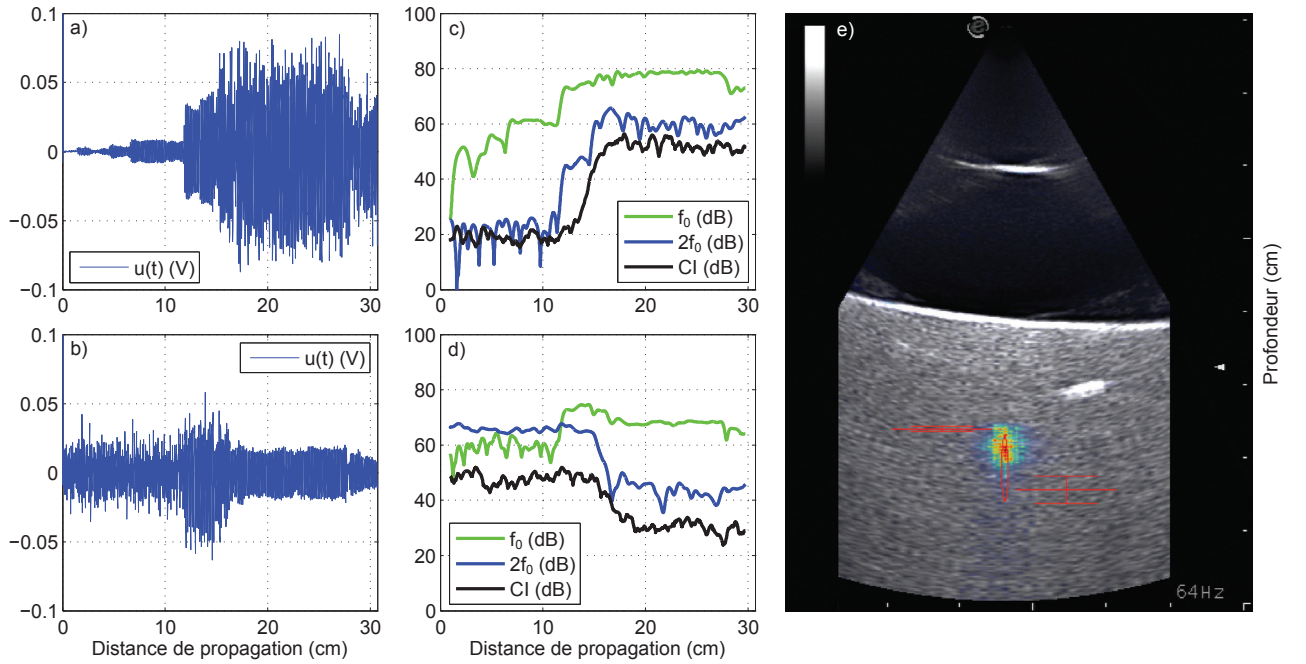 a)
0.1
0.05
0
−0.05
−0.1
u(t) (V)
0
10
20
30
b)
0.1
0.05
0
−0.05
−0.1
u(t) (V)
0
10
20
30
Distance de propagation (cm)
c)
100
80
60
40
20
0
f0 (dB)
2f0 (dB)
CI (dB)
0
10
20
30
d)
100
80
60
40
20
0
f0 (dB)
2f0 (dB)
CI (dB)
0
10
20
30
Distance de propagation (cm)
e)
e
64Hz
Profondeur (cm)